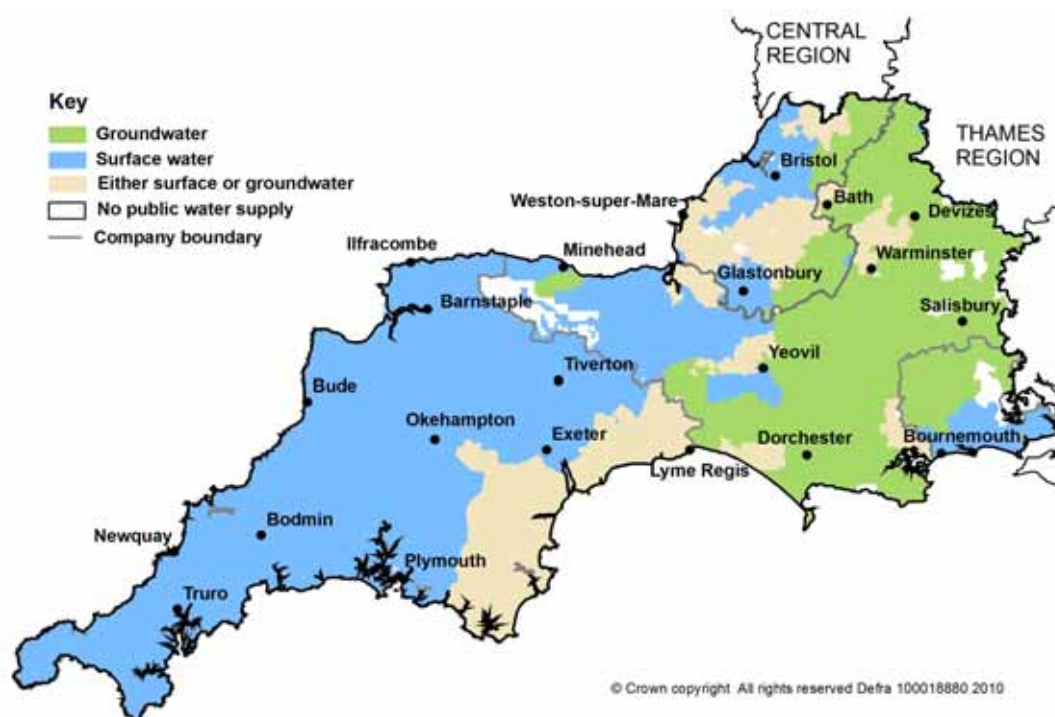 CENTRAL
REGION
Key
Groundwater
Surface water
Either surface or groundwater
No public water supply
Company boundary
THAMES
REGION
Bristol
Bath
Weston-super-Mare
Devizes
Ilfracombe
Minehead
Warminster
Glastonbury
Barnstaple
Salisbury
Yeovil
Tiverton
Bude
Okehampton
Exeter
Dorchester
Bournemouth
Lyme Regis
Newquay
Bodmin
Plymouth
Truro
© Crown copyright All rights reserved Defra 100018880 2010